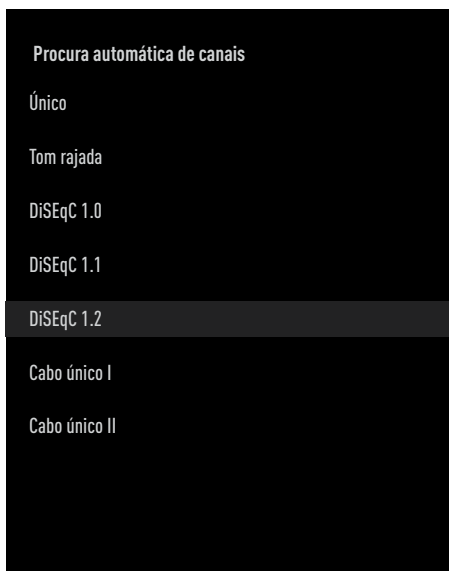 Procura automática de canais
Único
Tom rajada
DiSEqC 1.0
DiSEqC 1.1
DiSEqC 1.2
Cabo único I
Cabo único II